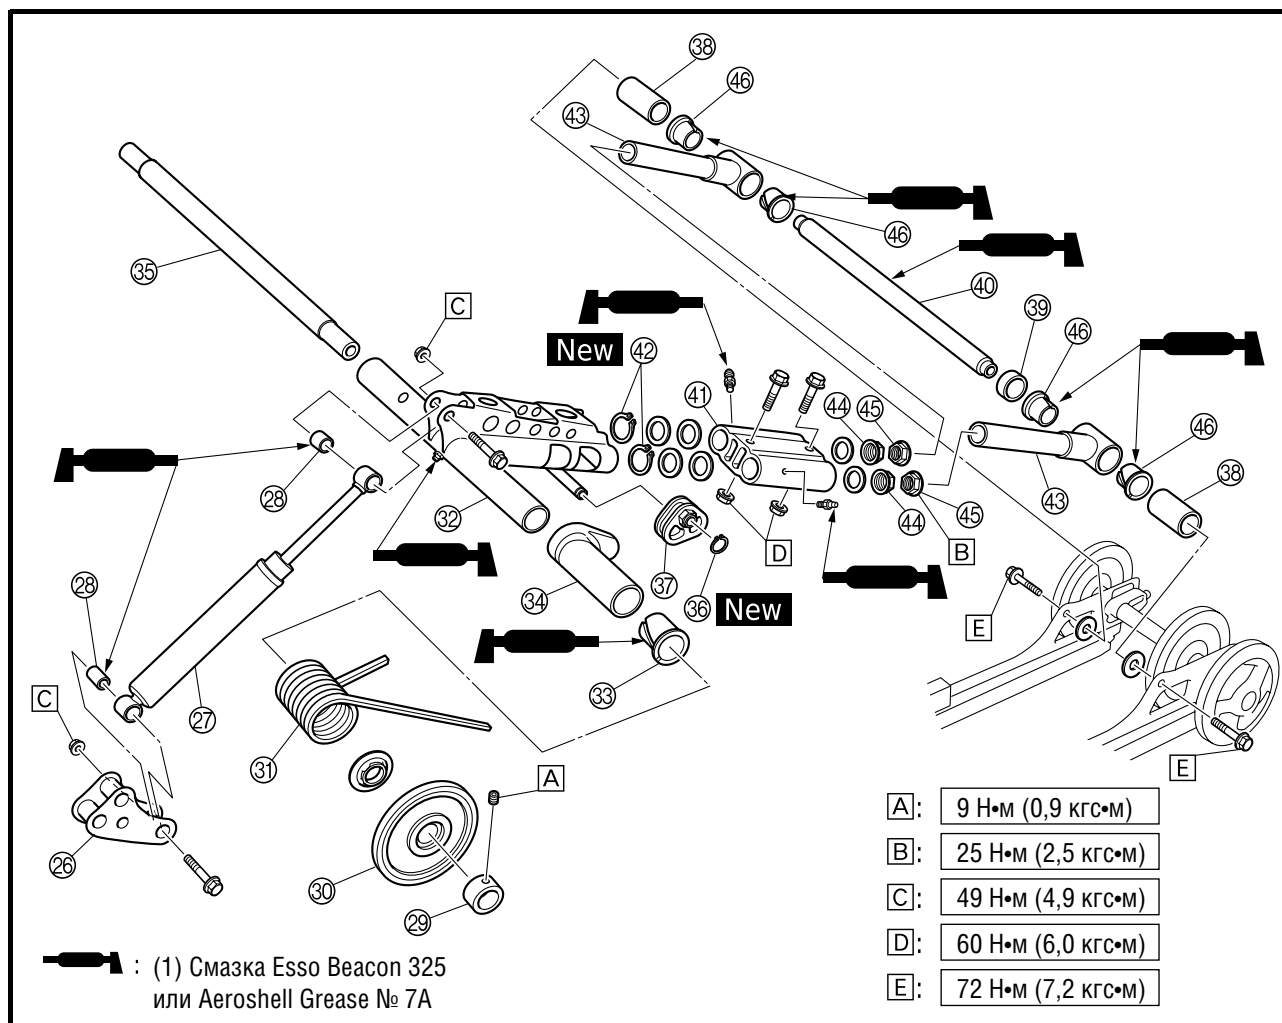 38
46
43
35
46
C
40
New
42
39
46
41
44
45
46
28
32
43
38
44
45
D
B
37
34
36
New
E
28
33
C
27
31
A
E
26
30
29
A: 9 Н•м (0,9 кгс•м)
B: 25 Н•м (2,5 кгс•м)
C: 49 Н•м (4,9 кгс•м)
D: 60 Н•м (6,0 кгс•м)
E: 72 Н•м (7,2 кгс•м)
: (1) Смазка Esso Beacon 325
или Aeroshell Grease № 7A